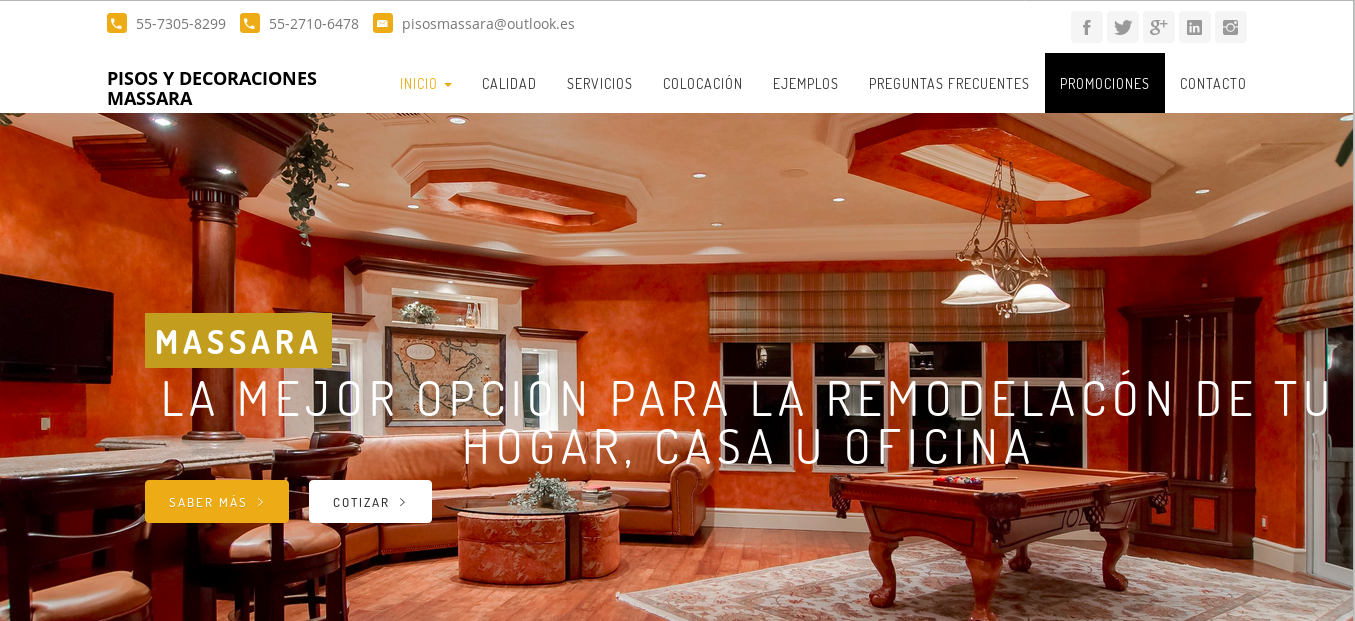 55-7305-8299 55-2710-6478 pisosmassara@outlook.es
PISOS Y DECORACIONES
MASSARA
INICIO CALIDAD SERVICIOS COLOCACIÓN EJEMPLOS PREGUNTAS FRECUENTES PROMOCIONES CONTACTO
MASSARA
LA MEJOR OPCIÓN PARA LA REMODELACÓN DE TU
HOGAR, CASA U OFICINA
SABER MÁS > COTIZAR >